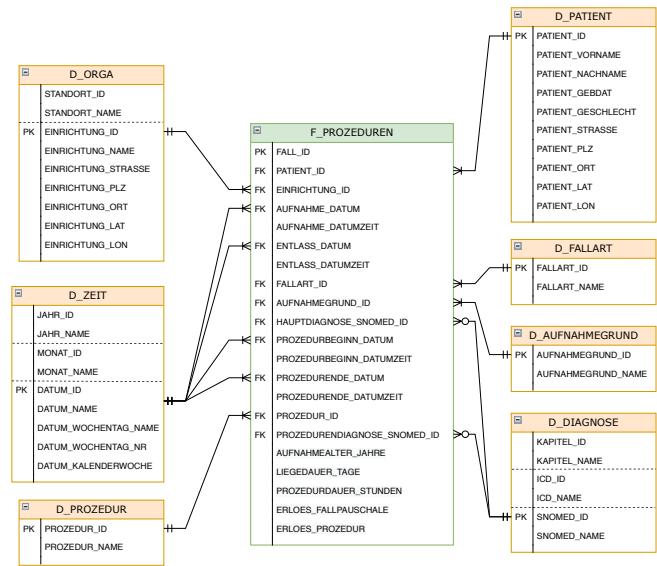 D_ORGA
STANDORT_ID
STANDORT_NAME
PK EINRICHTUNG_ID
EINRICHTUNG_NAME
EINRICHTUNG_STRASSE
EINRICHTUNG_PLZ
EINRICHTUNG_ORT
EINRICHTUNG_LAT
EINRICHTUNG_LON
D_ZEIT
JAHR_ID
JAHR_NAME
MONAT_ID
MONAT_NAME
PK DATUM_ID
DATUM_NAME
DATUM_WOCHENTAG_NAME
DATUM_WOCHENTAG_NR
DATUM_KALENDERWOCHE
D_PROZEDUR
PK PROZEDUR_ID
PROZEDUR_NAME
F_PROZEDUREN
PK FALL_ID
FK PATIENT_ID
FK EINRICHTUNG_ID
FK AUFNAHME_DATUM
AUFNAHME_DATUMZEIT
FK ENTLASS_DATUM
ENTLASS_DATUMZEIT
FK FALLART_ID
FK AUFNAHMEGRUND_ID
FK HAUPTDIAGNOSE_SNOMED_ID
FK PROZEDURBEGINN_DATUM
PROZEDURBEGINN_DATUMZEIT
FK PROZEDURENDE_DATUM
PROZEDURENDE_DATUMZEIT
FK PROZEDUR_ID
FK PROZEDURENDIAGNOSE_SNOMED_ID
AUFNAHMEALTER_JAHRE
LIEGEDAUER_TAGE
PROZEDURDAUER_STUNDEN
ERLOES_FALLPAUSCHALE
ERLOES_PROZEDUR
D_PATIENT
PK PATIENT_ID
PATIENT_VORNAME
PATIENT_NACHNAME
PATIENT_GEBDAT
PATIENT_GESCHLECHT
PATIENT_STRASSE
PATIENT_PLZ
PATIENT_ORT
PATIENT_LAT
PATIENT_LON
D_FALLART
PK FALLART_ID
FALLART_NAME
D_AUFNAHMEGRUND
PK AUFNAHMEGRUND_ID
AUFNAHMEGRUND_NAME
D_DIAGNOSE
KAPITEL_ID
KAPITEL_NAME
ICD_ID
ICD_NAME
PK SNOMED_ID
SNOMED_NAME